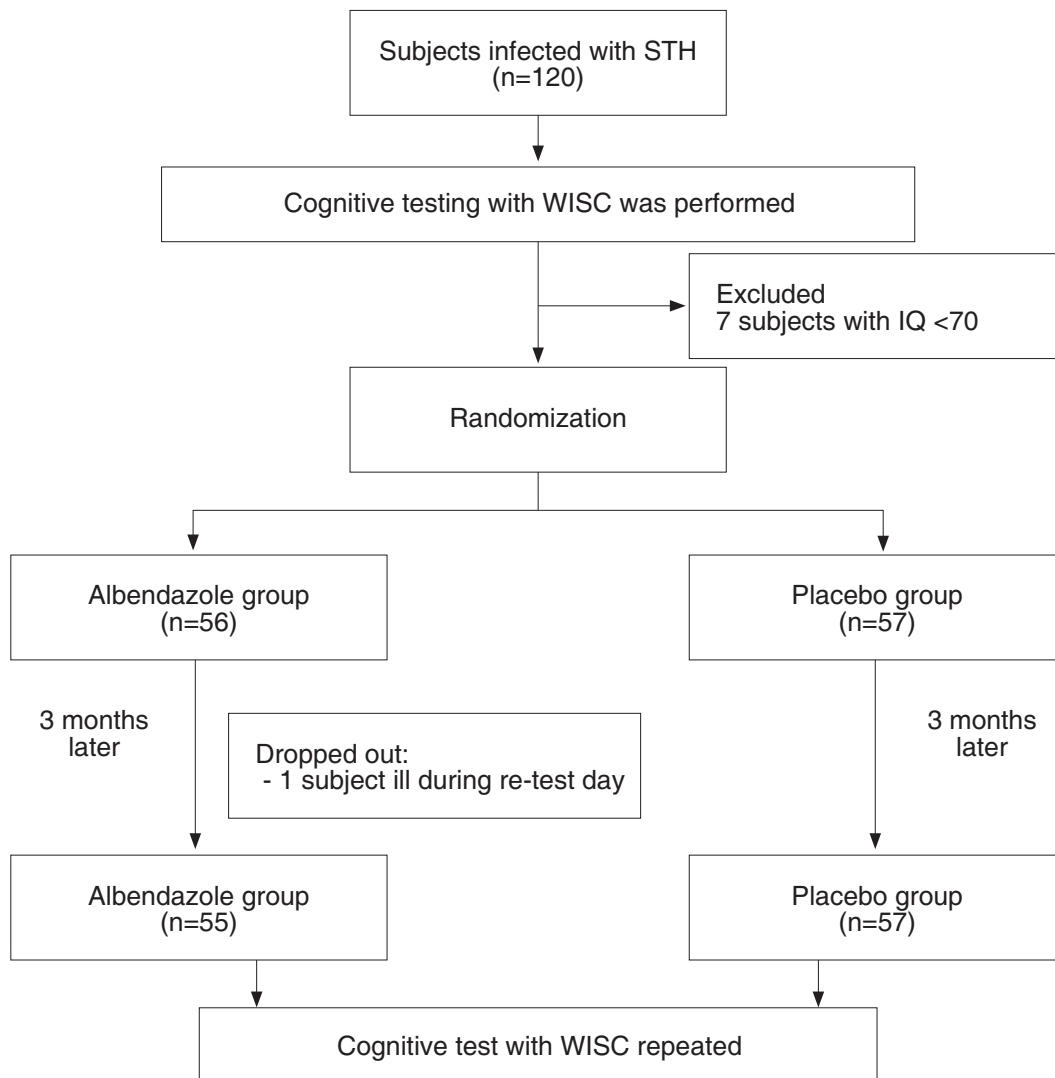 Subjects infected with STH
(n=120)
Cognitive testing with WISC was performed
Excluded
7 subjects with IQ <70
Randomization
Albendazole group
(n=56)
Placebo group
(n=57)
3 months
later
Dropped out:
- 1 subject ill during re-test day
3 months
later
Albendazole group
(n=55)
Placebo group
(n=57)
Cognitive test with WISC repeated